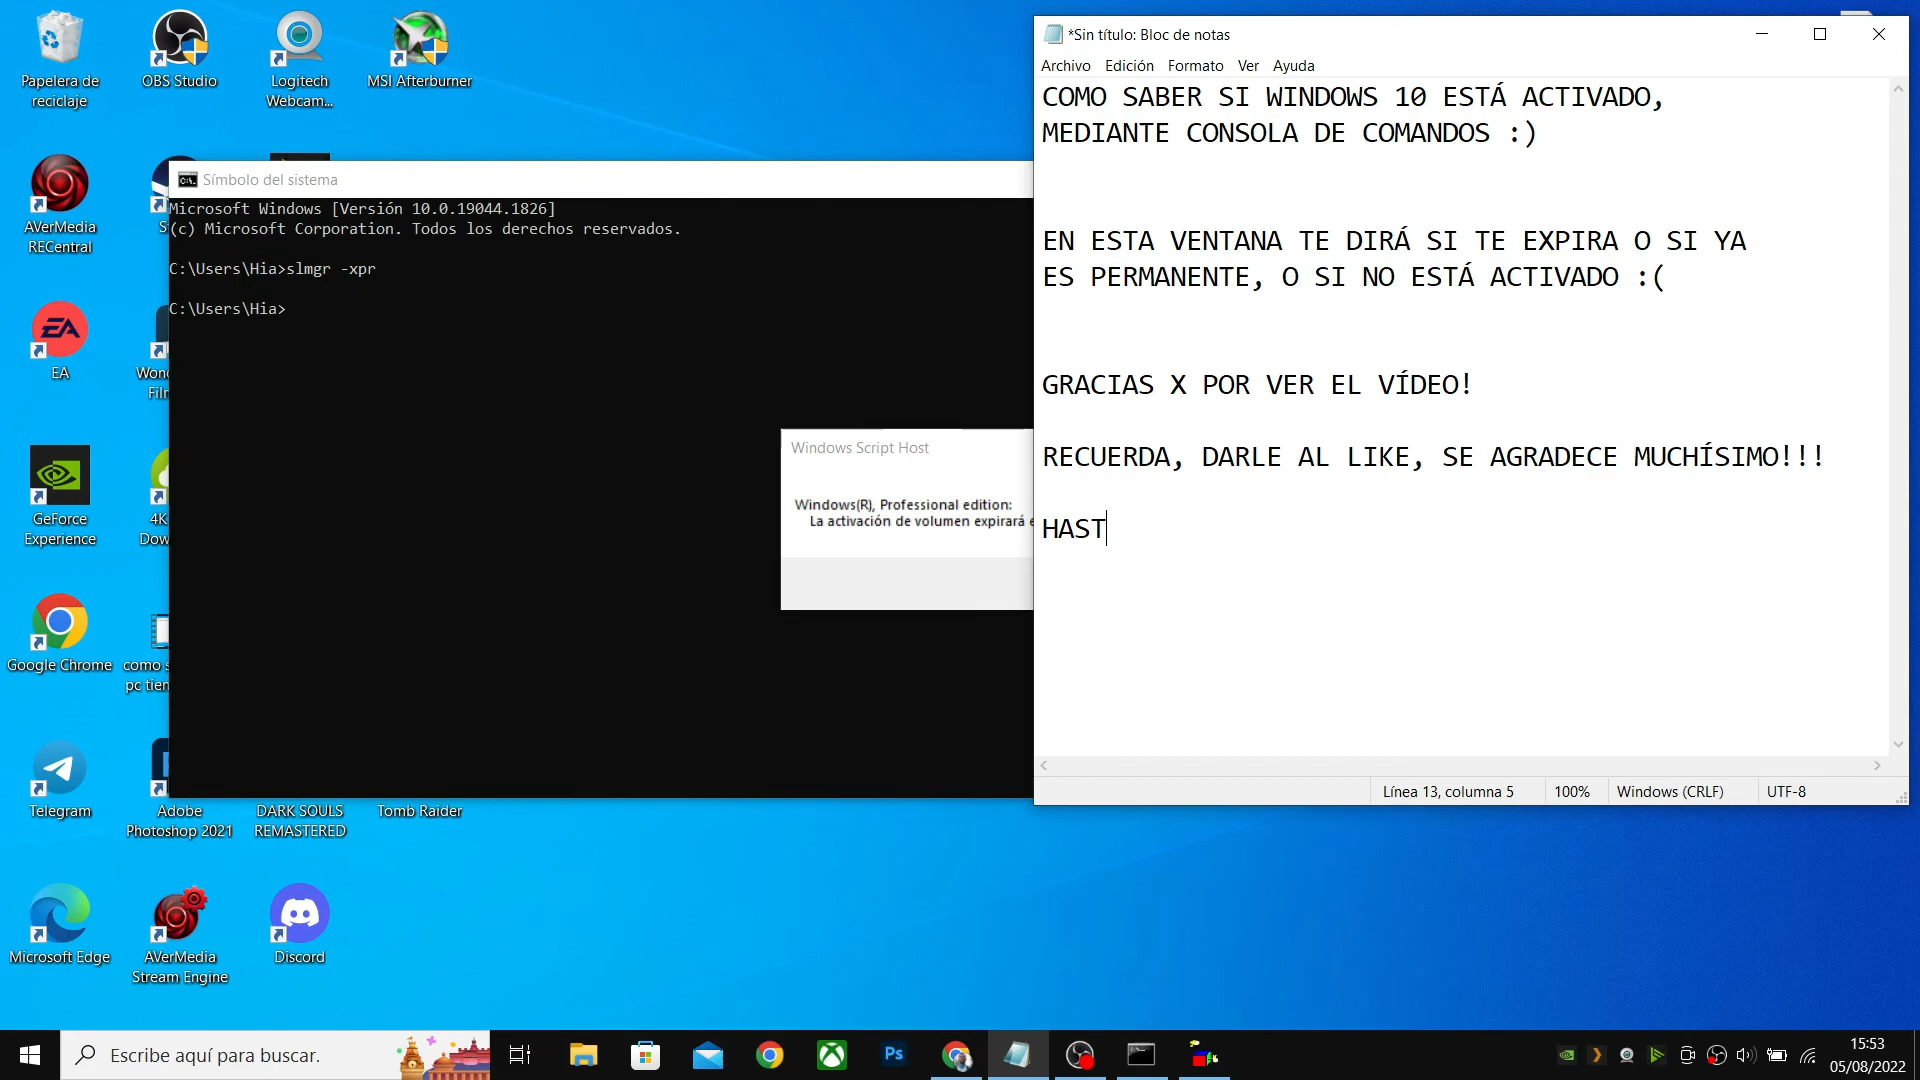 Papelera de
reciclaje
OBS Studio
Logitech
Webcam...
MSI Afterburner
AVerMedia
RECentral
EA
GeForce
Experience
4K
Google Chrome
como
pc
Telegram
Adobe
Photoshop 2021
DARK SOULS
REMASTERED
Tomb Raider
Microsoft Edge
AVerMedia
Stream Engine
Discord
Símbolo del sistema
Microsoft Windows [Versión 10.0.19044.1826]
(c) Microsoft Corporation. Todos los derechos reservados.
C:\Users\Hia>slmgr -xpr
C:\Users\Hia>
Windows Script Host
Windows(R), Professional edition:
La activación de volumen expirará
*Sin título: Bloc de notas
Archivo Edición Formato Ver Ayuda
COMO SABER SI WINDOWS 10 ESTÁ ACTIVADO,
MEDIANTE CONSOLA DE COMANDOS :)
EN ESTA VENTANA TE DIRÁ SI TE EXPIRA O SI YA
ES PERMANENTE, O SI NO ESTÁ ACTIVADO :(
GRACIAS X POR VER EL VÍDEO!
RECUERDA, DARLE AL LIKE, SE AGRADECE MUCHÍSIMO!!!
HAST
Línea 13, columna 5 100% Windows (CRLF) UTF-8
Escribe aquí para buscar.
Ps
15:53
05/08/2022